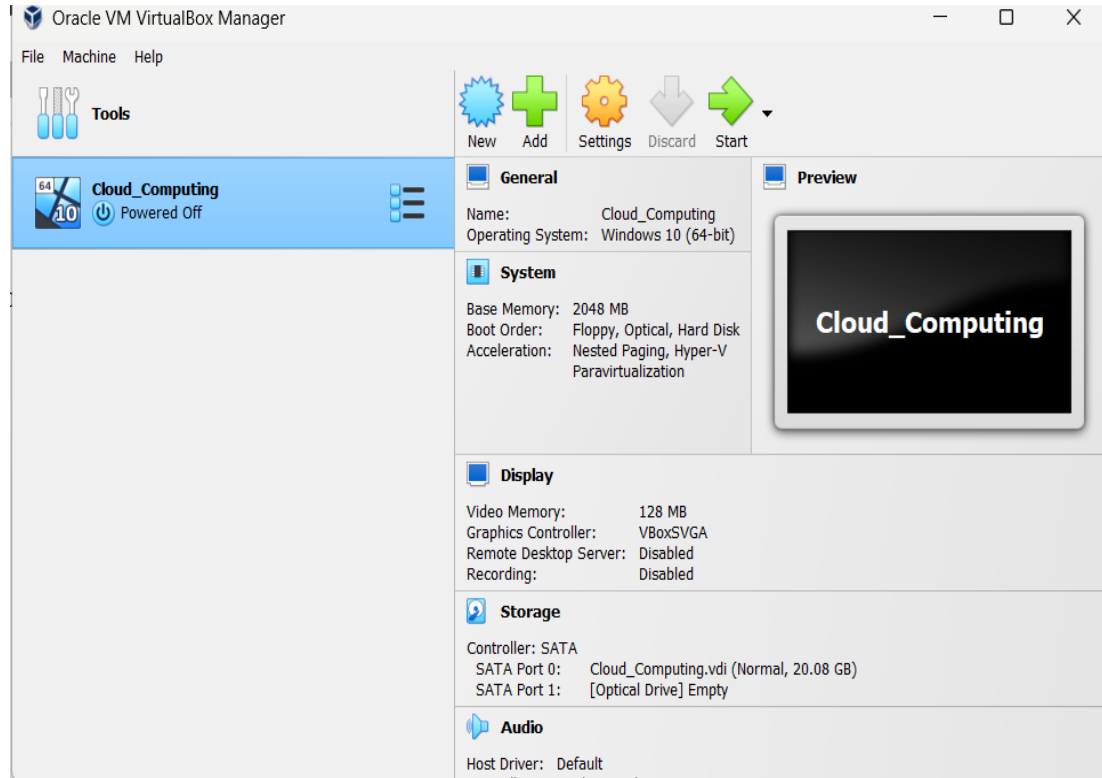 Oracle VM VirtualBox Manager
File Machine Help
Tools
New Add Settings Discard Start
64
10
Cloud_Computing
Powered Off
General
Name: Cloud_Computing
Operating System: Windows 10 (64-bit)
Preview
Cloud_Computing
System
Base Memory: 2048 MB
Boot Order: Floppy, Optical, Hard Disk
Acceleration: Nested Paging, Hyper-V
Paravirtualization
Display
Video Memory: 128 MB
Graphics Controller: VBoxSVGA
Remote Desktop Server: Disabled
Recording: Disabled
Storage
Controller: SATA
SATA Port 0: Cloud_Computing.vdi (Normal, 20.08 GB)
SATA Port 1: [Optical Drive] Empty
Audio
Host Driver: Default